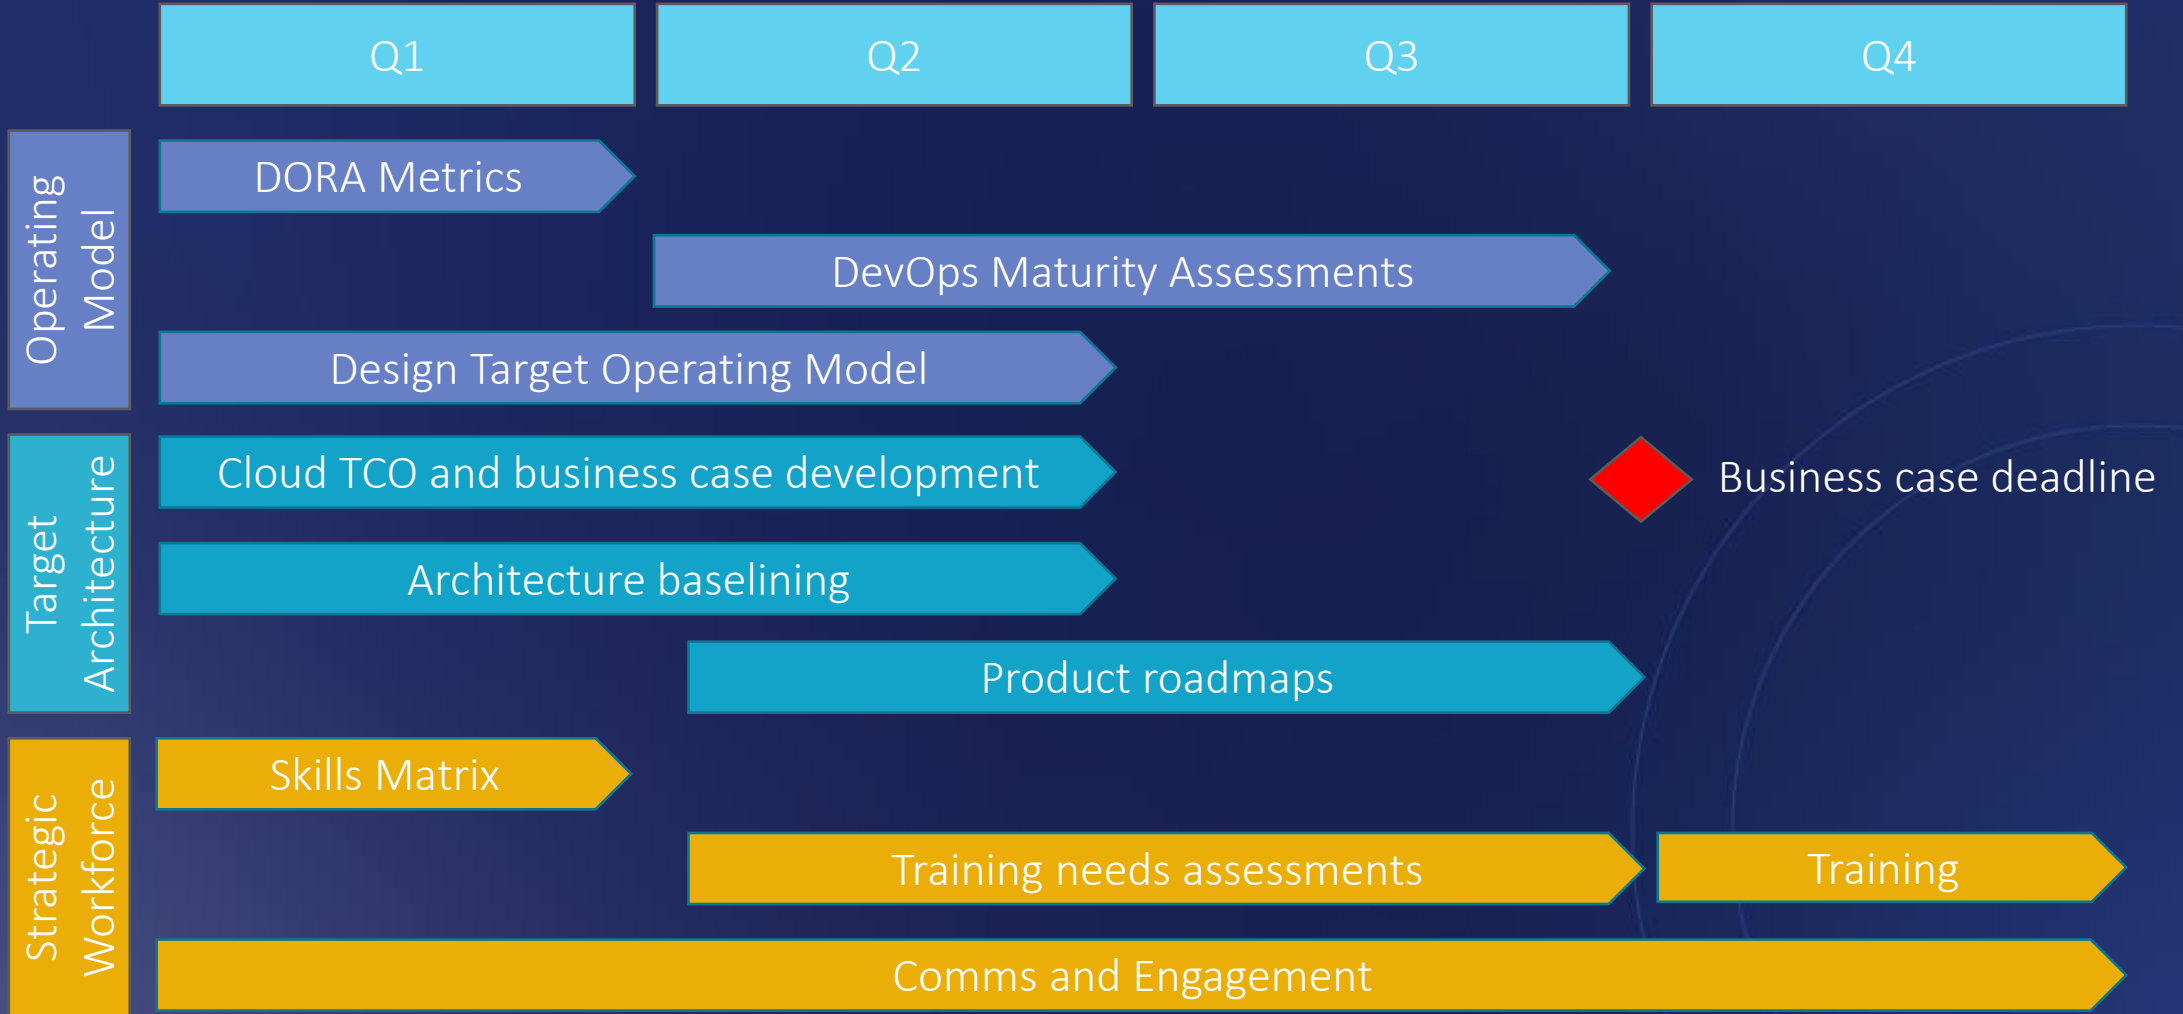 Q1
Q2
Q3
Q4
Operating
Model
DORA Metrics
DevOps Maturity Assessments
Design Target Operating Model
Target
Architecture
Cloud TCO and business case development
Business case deadline
Architecture baselining
Product roadmaps
Strategic
Workforce
Skills Matrix
Training needs assessments
Training
Comms and Engagement